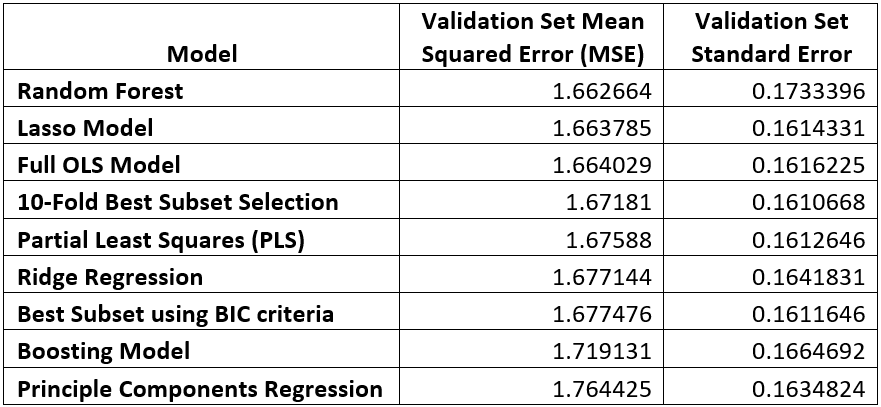 Model Validation Set Mean Squared Error (MSE) Validation Set Standard Error
Random Forest 1.662664 0.1733396
Lasso Model 1.663785 0.1614331
Full OLS Model 1.664029 0.1616225
10-Fold Best Subset Selection 1.67181 0.1610668
Partial Least Squares (PLS) 1.67588 0.1612646
Ridge Regression 1.677144 0.1641831
Best Subset using BIC criteria 1.677476 0.1611646
Boosting Model 1.719131 0.1664692
Principle Components Regression 1.764425 0.1634824